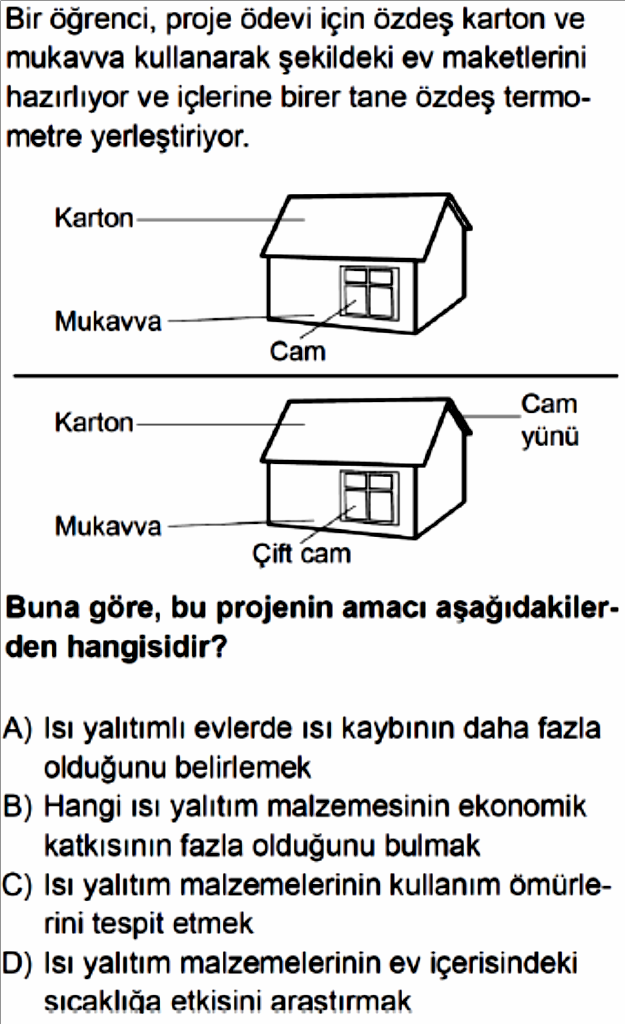 Bir öğrenci, proje ödevi için özdeş karton ve
mukavva kullanarak şekildeki ev maketlerini
hazırlıyor ve içlerine birer tane özdeş termo-
metre yerleştiriyor.
Karton
Mukavva
Cam
Karton
Cam
yünü
Mukavva
Çift cam
Buna göre, bu projenin amacı aşağıdakiler-
den hangisidir?
A) Isı yalıtımlı evlerde ısı kaybının daha fazla
olduğunu belirlemek
B) Hangi ısı yalıtım malzemesinin ekonomik
katkısının fazla olduğunu bulmak
C) Isı yalıtım malzemelerinin kullanım ömürle-
rini tespit etmek
D) Isı yalıtım malzemelerinin ev içerisindeki
sıcaklığa etkisini araştırmak